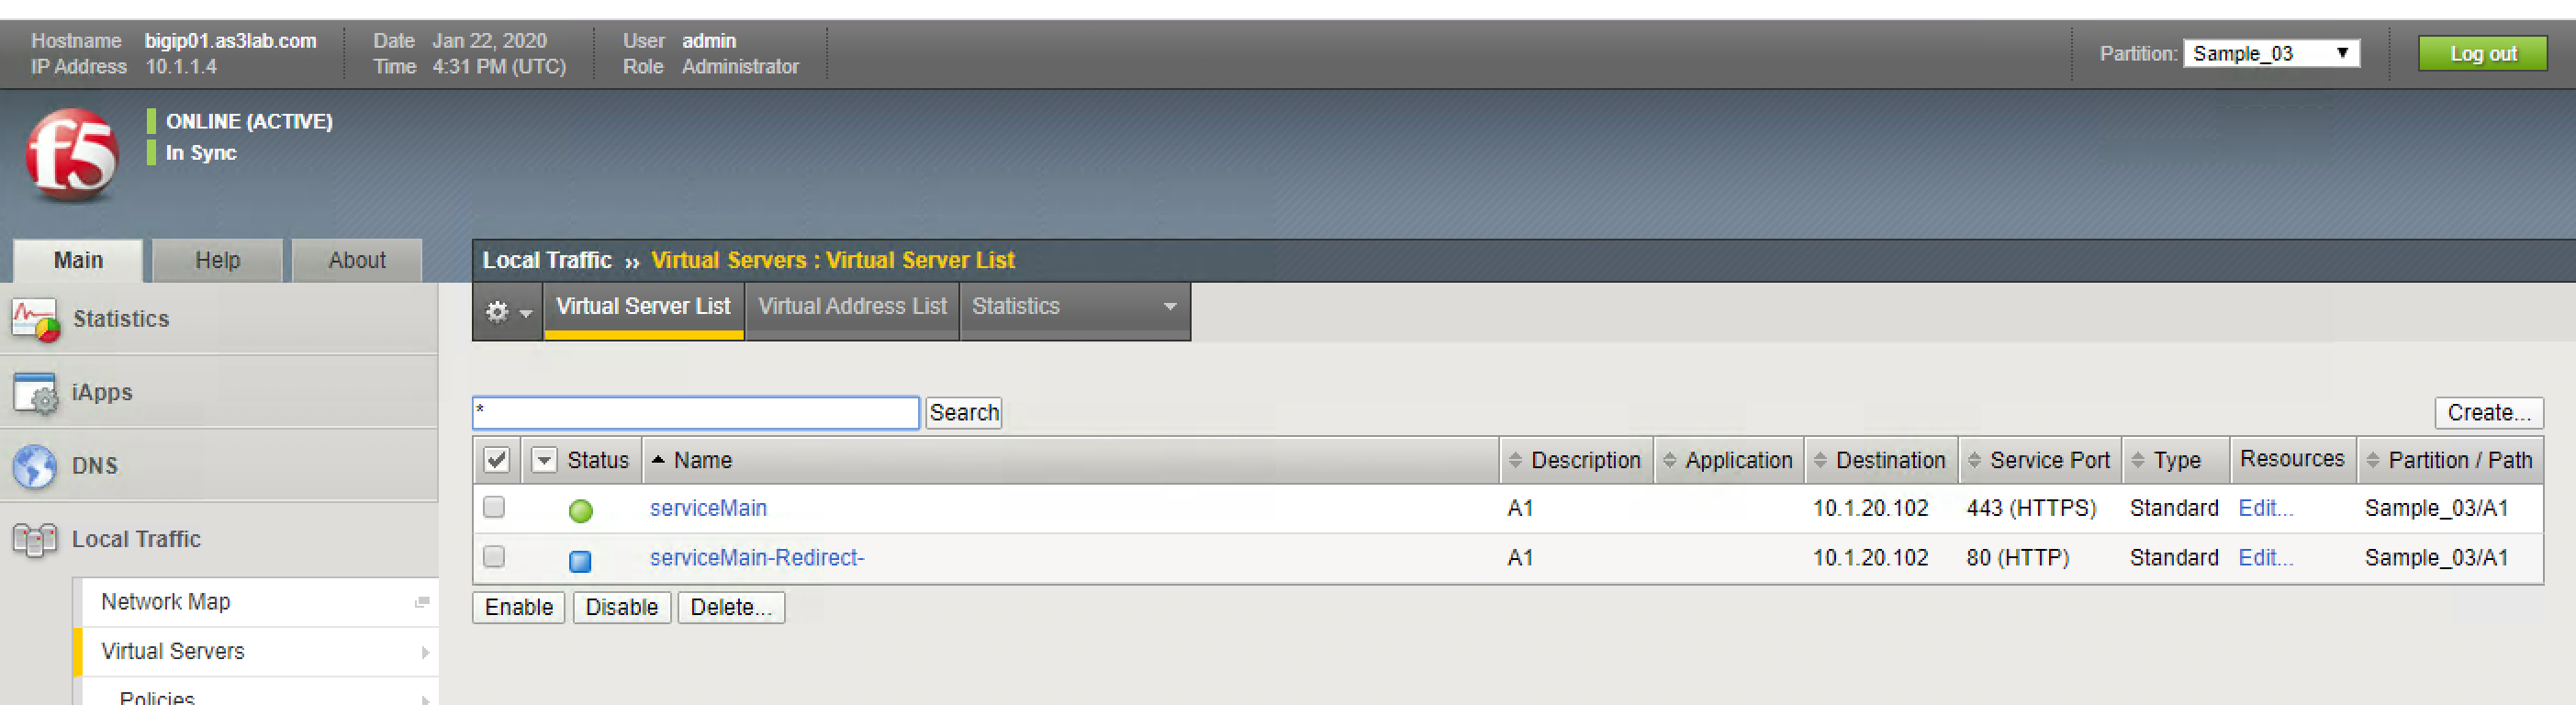 Hostname bigip01.as3lab.com Date Jan 22, 2020 User admin
IP Address 10.1.1.4 Time 4:31 PM (UTC) Role Administrator
Partition: Sample_03 Log out
f5 ONLINE (ACTIVE)
In Sync
Main Help About
Local Traffic ›› Virtual Servers : Virtual Server List
Virtual Server List Virtual Address List Statistics
Statistics
iApps
DNS
Local Traffic
Network Map
Virtual Servers
Policies
* Search Create...
Status Name Description Application Destination Service Port Type Resources Partition / Path
serviceMain A1 10.1.20.102 443 (HTTPS) Standard Edit... Sample_03/A1
serviceMain-Redirect- A1 10.1.20.102 80 (HTTP) Standard Edit... Sample_03/A1
Enable Disable Delete...